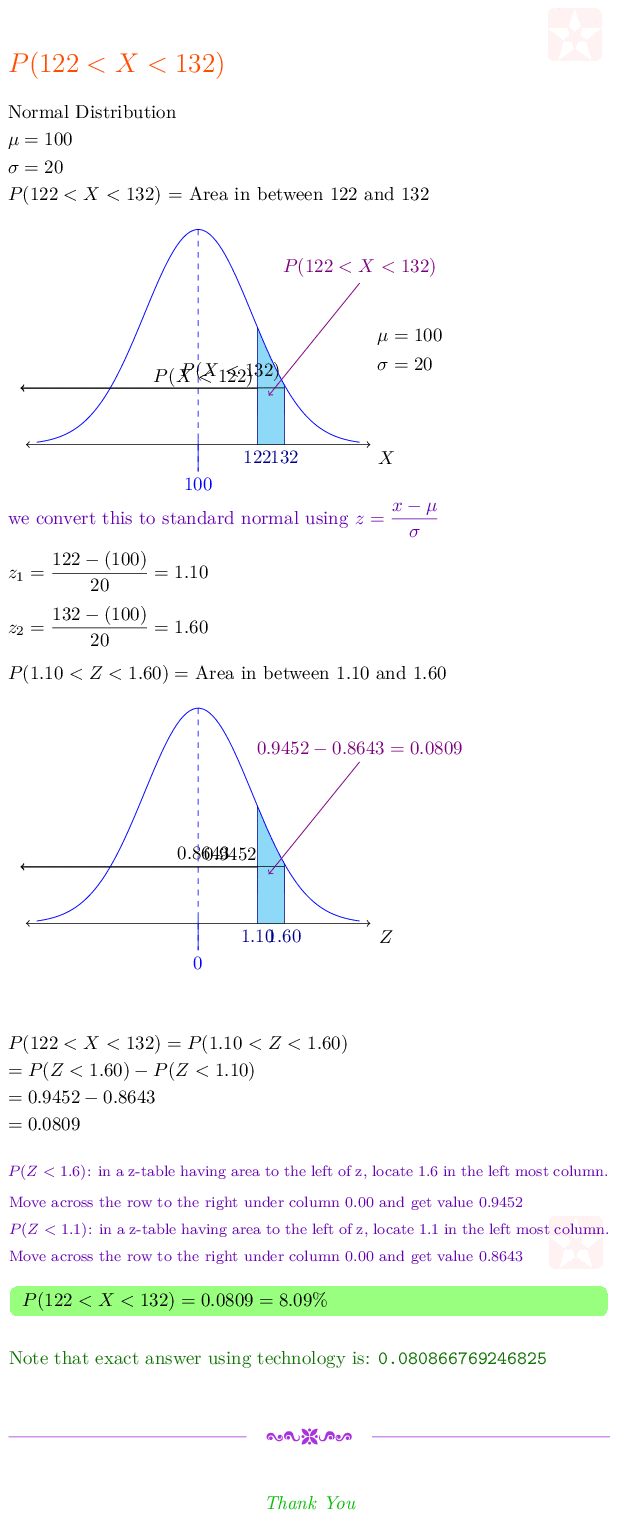 P(122 < X < 132)
Normal Distribution
μ = 100
σ = 20
P(122 < X < 132) = Area in between 122 and 132
P(122 < X < 132)
μ = 100
σ = 20
P(X < 132)
P(X < 122)
122 132
X
100
we convert this to standard normal using z = (x − μ)/σ
z₁ = (122 − (100))/20 = 1.10
z₂ = (132 − (100))/20 = 1.60
P(1.10 < Z < 1.60) = Area in between 1.10 and 1.60
0.9452 − 0.8643 = 0.0809
0.8643 0.9452
1.10 1.60
Z
0
P(122 < X < 132) = P(1.10 < Z < 1.60)
= P(Z < 1.60) − P(Z < 1.10)
= 0.9452 − 0.8643
= 0.0809
P(Z < 1.6): in a z-table having area to the left of z, locate 1.6 in the left most column.
Move across the row to the right under column 0.00 and get value 0.9452
P(Z < 1.1): in a z-table having area to the left of z, locate 1.1 in the left most column.
Move across the row to the right under column 0.00 and get value 0.8643
P(122 < X < 132) = 0.0809 = 8.09%
Note that exact answer using technology is: 0.080866769246825
Thank You